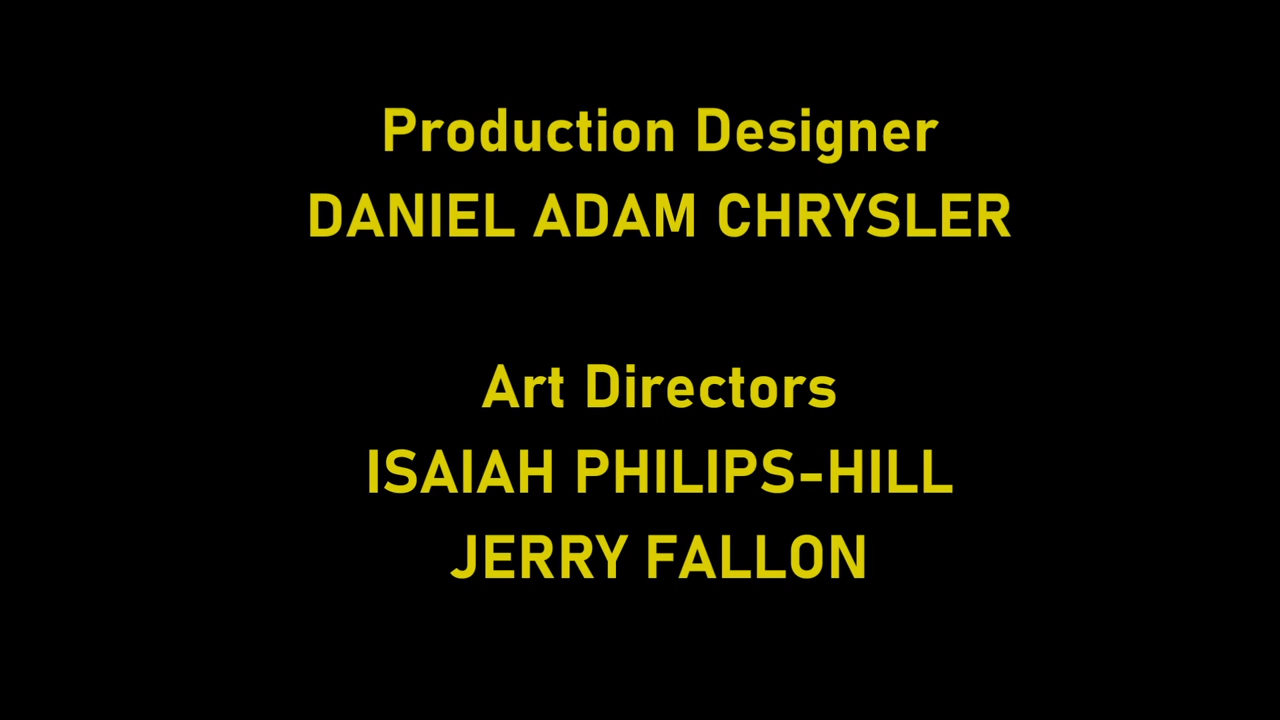 Production Designer
DANIEL ADAM CHRYSLER
Art Directors
ISAIAH PHILIPS-HILL
JERRY FALLON